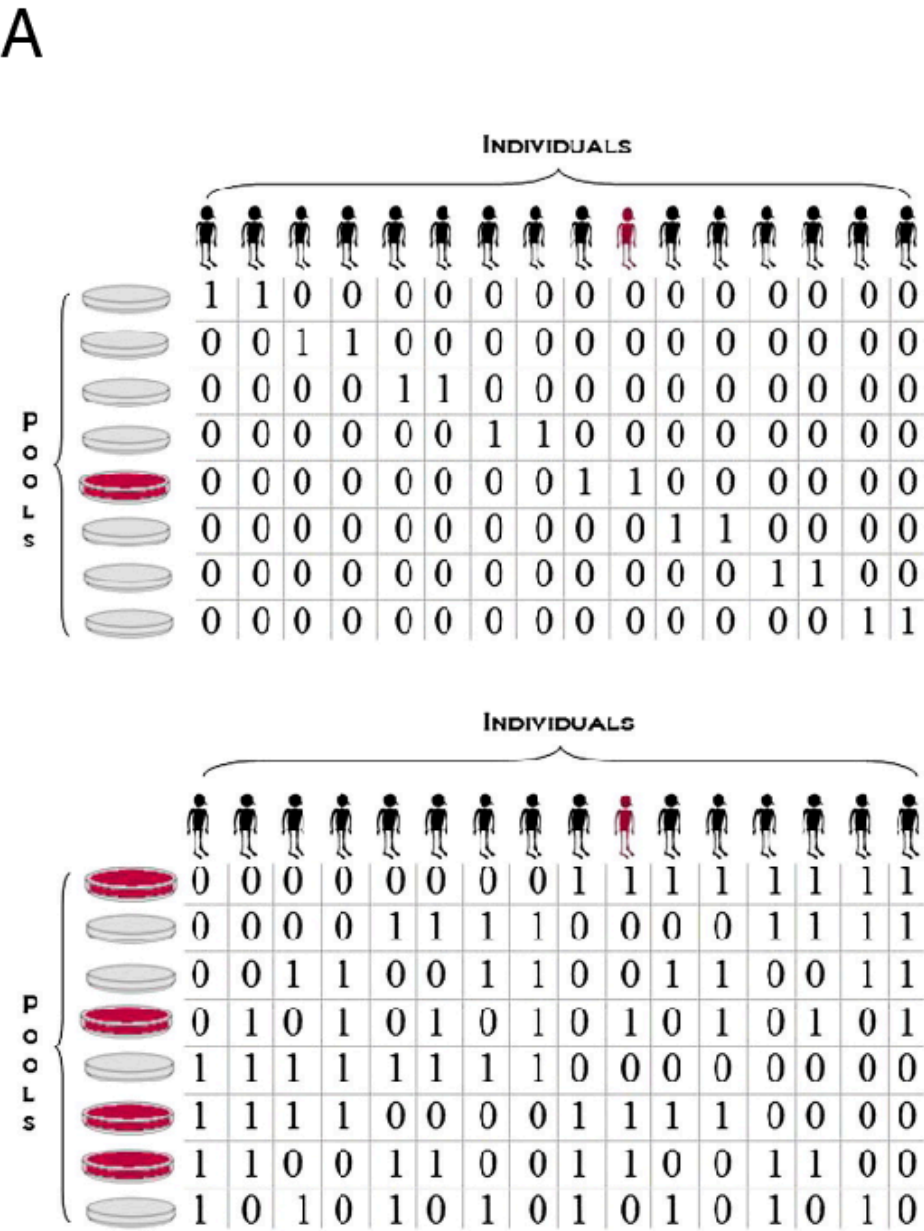 A
INDIVIDUALS
1 1 0 0 0 0 0 0 0 0 0 0 0 0 0 0
0 0 1 1 0 0 0 0 0 0 0 0 0 0 0 0
0 0 0 0 1 1 0 0 0 0 0 0 0 0 0 0
0 0 0 0 0 0 1 1 0 0 0 0 0 0 0 0
0 0 0 0 0 0 0 0 1 1 0 0 0 0 0 0
0 0 0 0 0 0 0 0 0 0 1 1 0 0 0 0
0 0 0 0 0 0 0 0 0 0 0 0 1 1 0 0
0 0 0 0 0 0 0 0 0 0 0 0 0 0 1 1
POOLS
INDIVIDUALS
0 0 0 0 0 0 0 0 1 1 1 1 1 1 1 1
0 0 0 0 1 1 1 1 0 0 0 0 1 1 1 1
0 0 1 1 0 0 1 1 0 0 1 1 0 0 1 1
0 1 0 1 0 1 0 1 0 1 0 1 0 1 0 1
1 1 1 1 1 1 1 1 0 0 0 0 0 0 0 0
1 1 1 1 0 0 0 0 1 1 1 1 0 0 0 0
1 1 0 0 1 1 0 0 1 1 0 0 1 1 0 0
1 0 1 0 1 0 1 0 1 0 1 0 1 0 1 0
POOLS